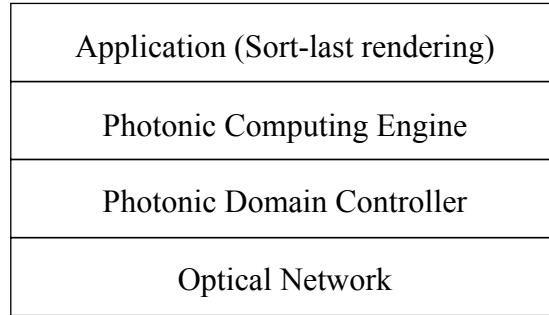 Application (Sort-last rendering)
Photonic Computing Engine
Photonic Domain Controller
Optical Network